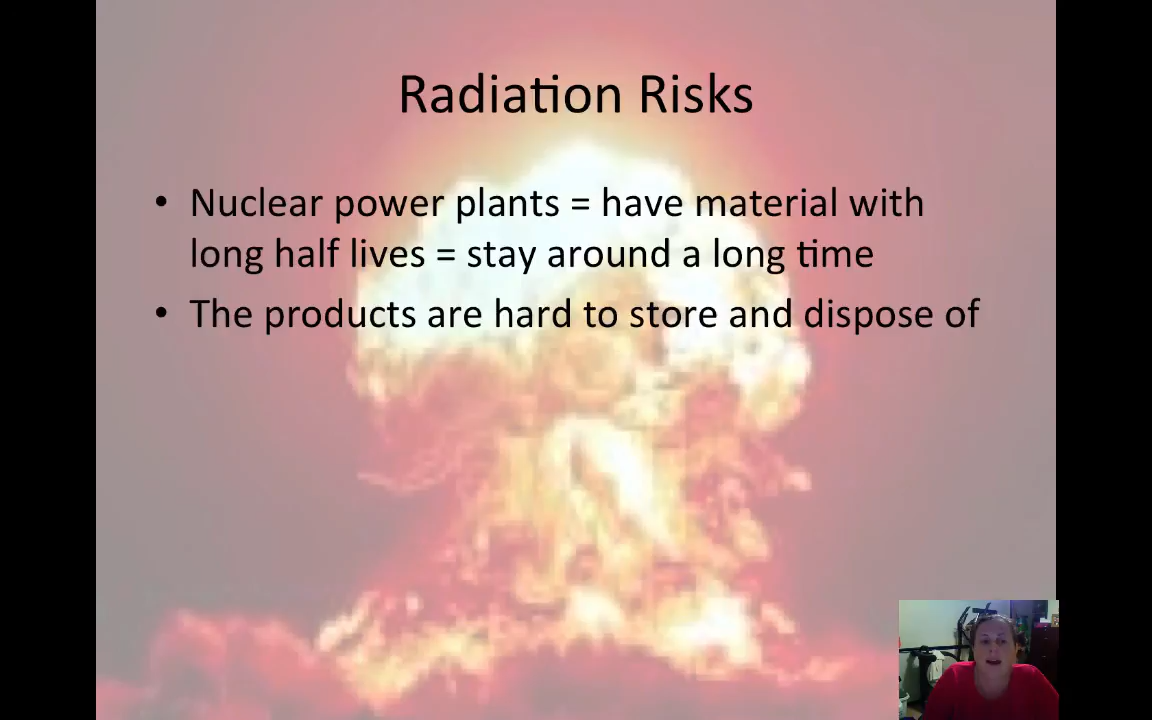 Radiation Risks
• Nuclear power plants = have material with
long half lives = stay around a long time
• The products are hard to store and dispose of